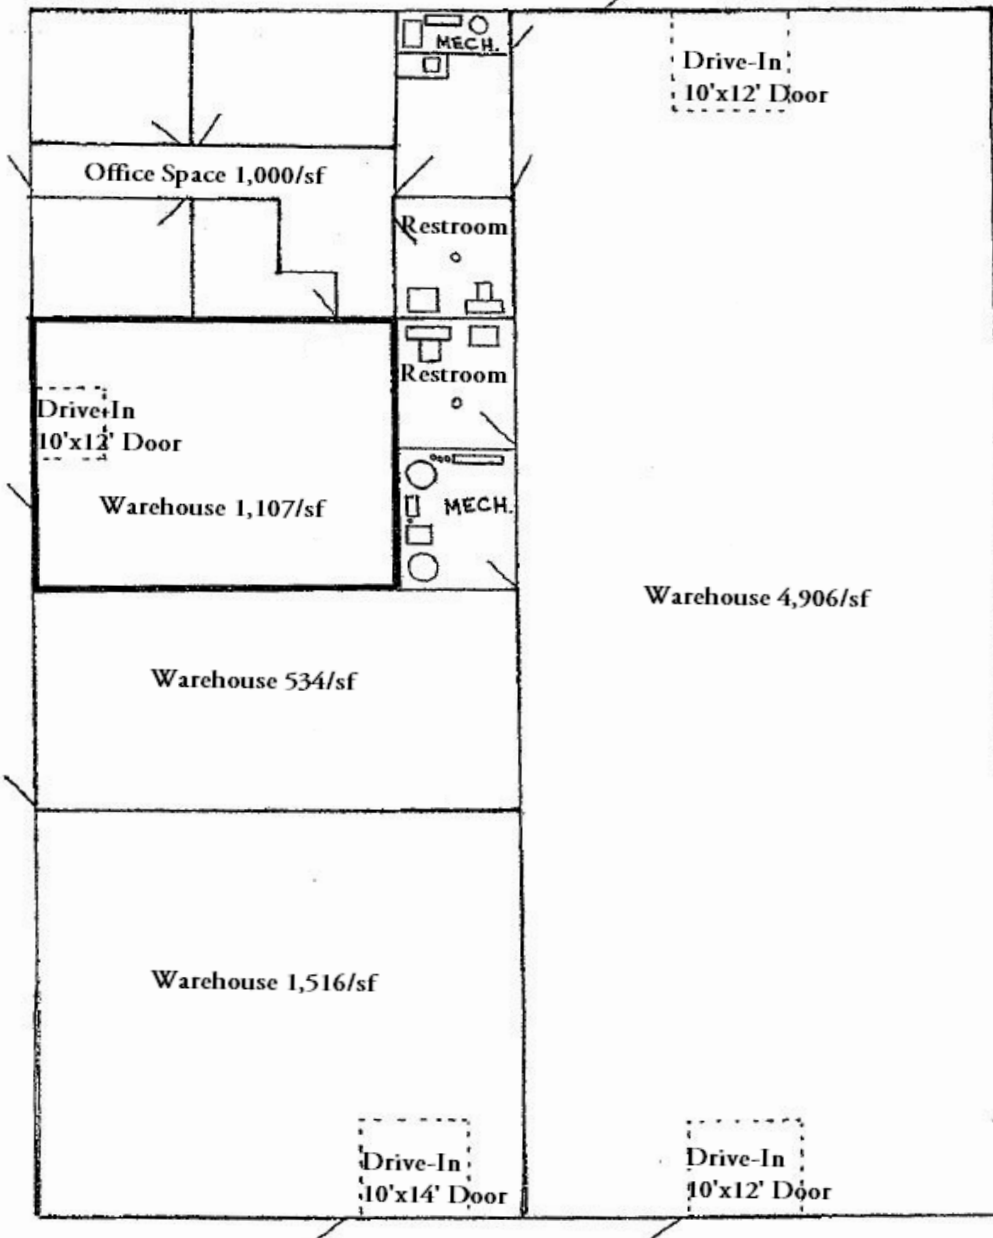 MECH.
Drive-In
10'x12' Door
Office Space 1,000/sf
Restroom
Restroom
Drive-In
10'x12' Door
Warehouse 1,107/sf
MECH.
Warehouse 4,906/sf
Warehouse 534/sf
Warehouse 1,516/sf
Drive-In
10'x14' Door
Drive-In
10'x12' Door